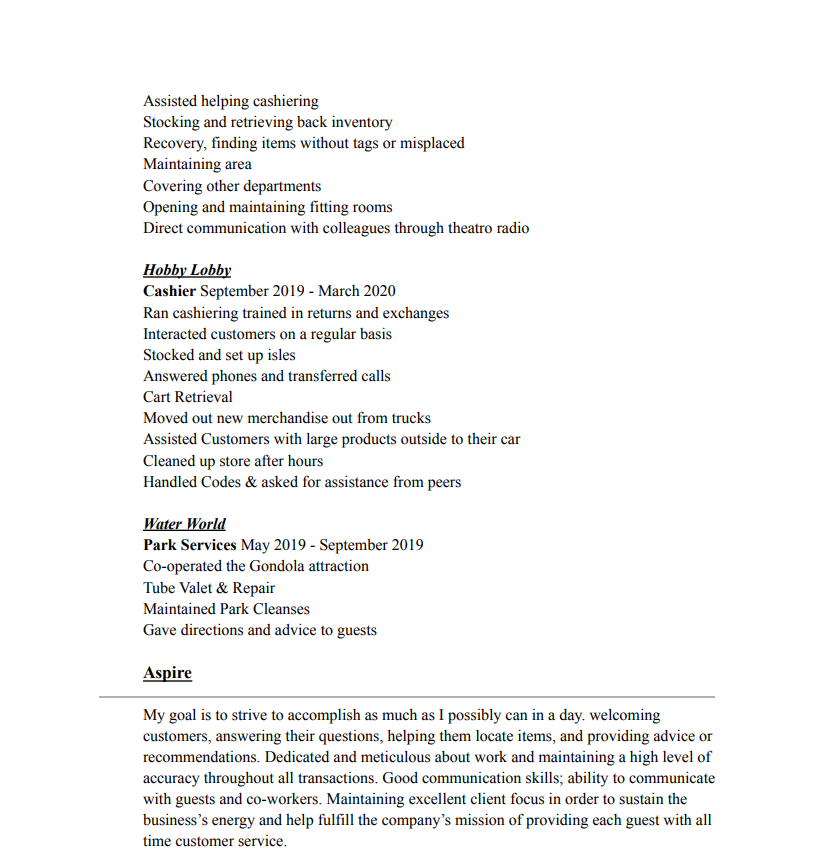 Assisted helping cashiering
Stocking and retrieving back inventory
Recovery, finding items without tags or misplaced
Maintaining area
Covering other departments
Opening and maintaining fitting rooms
Direct communication with colleagues through theatro radio
Hobby Lobby
Cashier September 2019 - March 2020
Ran cashiering trained in returns and exchanges
Interacted customers on a regular basis
Stocked and set up isles
Answered phones and transferred calls
Cart Retrieval
Moved out new merchandise out from trucks
Assisted Customers with large products outside to their car
Cleaned up store after hours
Handled Codes & asked for assistance from peers
Water World
Park Services May 2019 - September 2019
Co-operated the Gondola attraction
Tube Valet & Repair
Maintained Park Cleanses
Gave directions and advice to guests
Aspire
My goal is to strive to accomplish as much as I possibly can in a day. welcoming
customers, answering their questions, helping them locate items, and providing advice or
recommendations. Dedicated and meticulous about work and maintaining a high level of
accuracy throughout all transactions. Good communication skills; ability to communicate
with guests and co-workers. Maintaining excellent client focus in order to sustain the
business’s energy and help fulfill the company’s mission of providing each guest with all
time customer service.